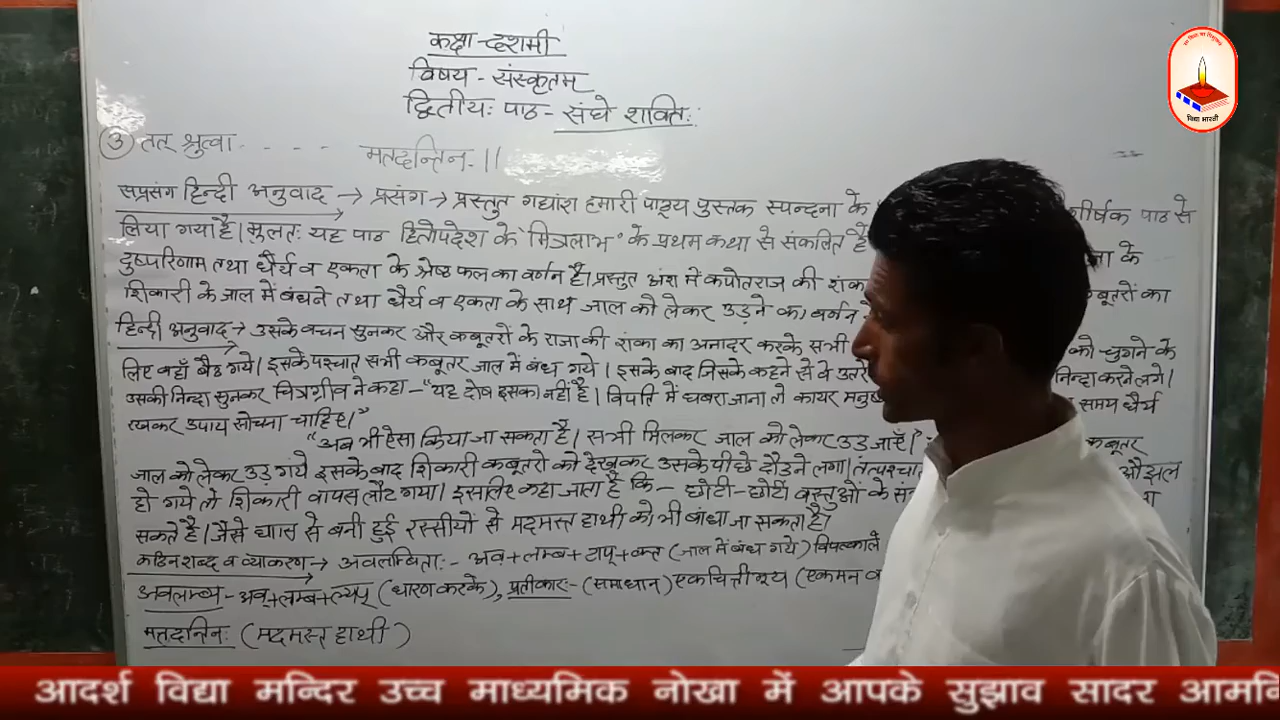 कक्षा-दशमी
विषय - संस्कृतम्
द्वितीयः पाठ - संघे शक्तिः
③ तत् श्रुत्वा - - - - मतदन्तिनः॥
सप्रसंग हिन्दी अनुवाद → प्रसंग → प्रस्तुत गद्यांश हमारी पाठ्य पुस्तक स्पन्दना के शीर्षक पाठ से
लिया गया है। मुलतः यह पाठ हितोपदेश के 'मित्रलाभ' के प्रथम कथा से संकलित है के
दुष्परिणाम तथा धैर्य व एकता के श्रेष्ठ फल का वर्णन है। प्रस्तुत अंश में कपोतराज की शंका कबूतरों का
शिकारी के जाल में बंधने तथा धैर्य व एकता के साथ जाल को लेकर उड़ने का वर्णन
हिन्दी अनुवाद → उसके वचन सुनकर और कबूतरों के राजा की शंका का अनादर करके सभी को चुगने के
लिए वहाँ बैठ गये। इसके पश्चात सभी कबूतर जाल में बंध गये। इसके बाद जिसके कहने से वे उतरे निन्दा करने लगे।
उसकी निन्दा सुनकर चित्रग्रीव ने कहा - "यह दोष इसका नहीं है। विपति में घबरा जाना तो कायर समय धैर्य
रखकर उपाय सोचना चाहिए।"
"अब भी ऐसा किया जा सकता है। सभी मिलकर जाल को लेकर उड़ जाएँ।" कबूतर
जाल को लेकर उड़ गये इसके बाद शिकारी कबूतरो को देखकर उसके पीछे दौड़ने लगा। तत्पश्चात औझल
हो गये तो शिकारी वापस लौट गया। इसलिए कहा जाता है कि - छोटी-छोटी वस्तुओं के
सकते है। जैसे घास से बनी हुई रस्सीयों से मदमस्त हाथी को भी बांधा जा सकता है।
कठिन शब्द व व्याकरण → अवलम्बिताः - अव+लम्ब+टाप्+क्त (जाल में बंध गये) विपत्काले
अवलम्ब्य - अव्+लम्ब+ल्यप् (धारण करके), प्रतीकारः - (समाधान) एकचित्तीभूय (एकमन
मतदन्तिनः (मदमस्त हाथी)
विद्या भारती
आदर्श विद्या मन्दिर उच्च माध्यमिक नोखा में आपके सुझाव सादर